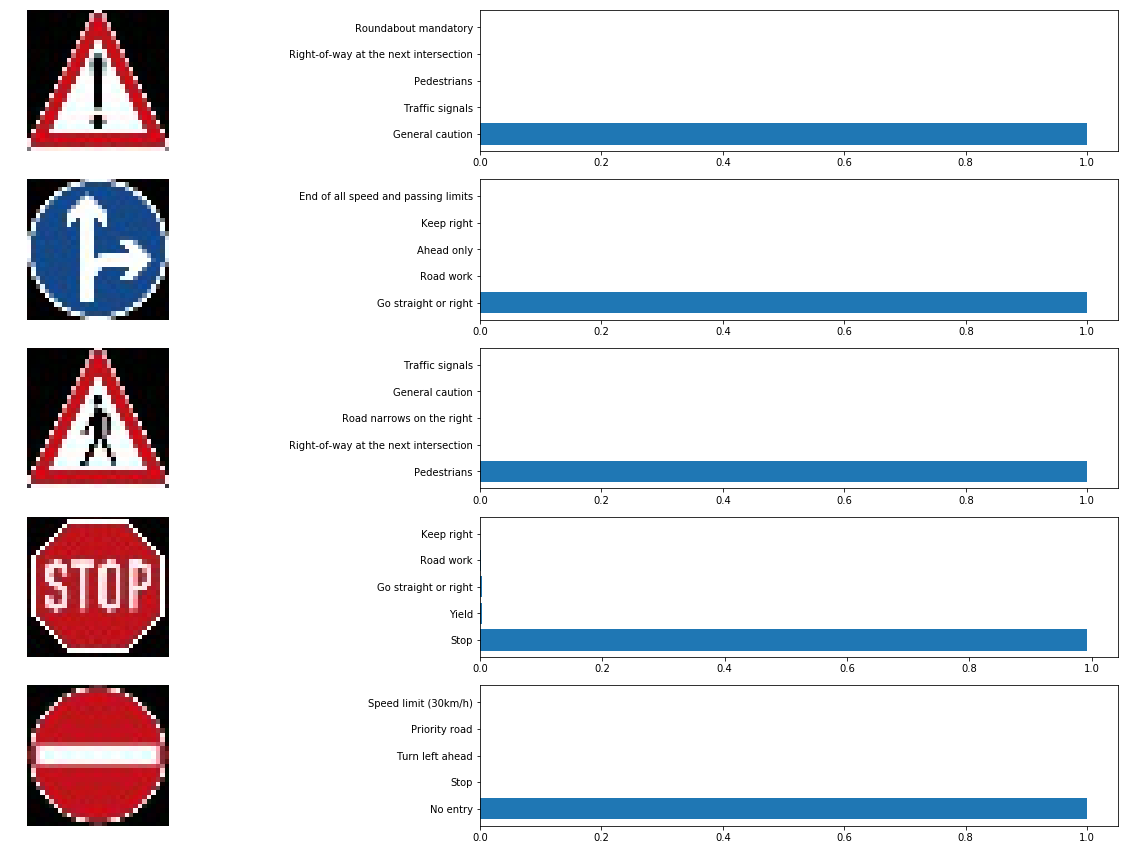 Roundabout mandatory
Right-of-way at the next intersection
Pedestrians
Traffic signals
General caution
0.0 0.2 0.4 0.6 0.8 1.0
End of all speed and passing limits
Keep right
Ahead only
Road work
Go straight or right
0.0 0.2 0.4 0.6 0.8 1.0
Traffic signals
General caution
Road narrows on the right
Right-of-way at the next intersection
Pedestrians
0.0 0.2 0.4 0.6 0.8 1.0
STOP
Keep right
Road work
Go straight or right
Yield
Stop
0.0 0.2 0.4 0.6 0.8 1.0
Speed limit (30km/h)
Priority road
Turn left ahead
Stop
No entry
0.0 0.2 0.4 0.6 0.8 1.0